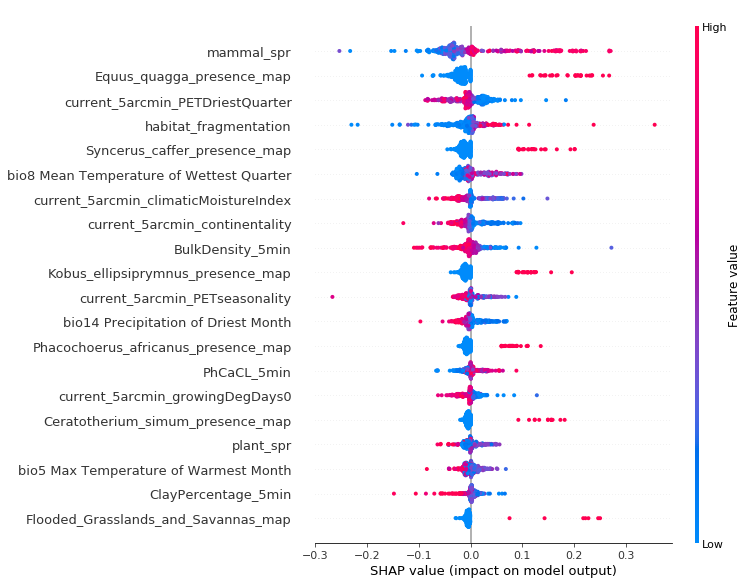 High
mammal_spr
Equus_quagga_presence_map
current_5arcmin_PETDriestQuarter
habitat_fragmentation
Syncerus_caffer_presence_map
bio8 Mean Temperature of Wettest Quarter
current_5arcmin_climaticMoistureIndex
current_5arcmin_continentality
BulkDensity_5min
Kobus_ellipsiprymnus_presence_map
current_5arcmin_PETseasonality
bio14 Precipitation of Driest Month
Phacochoerus_africanus_presence_map
PhCaCL_5min
current_5arcmin_growingDegDays0
Ceratotherium_simum_presence_map
plant_spr
bio5 Max Temperature of Warmest Month
ClayPercentage_5min
Flooded_Grasslands_and_Savannas_map
Feature value
Low
−0.3 −0.2 −0.1 0.0 0.1 0.2 0.3
SHAP value (impact on model output)